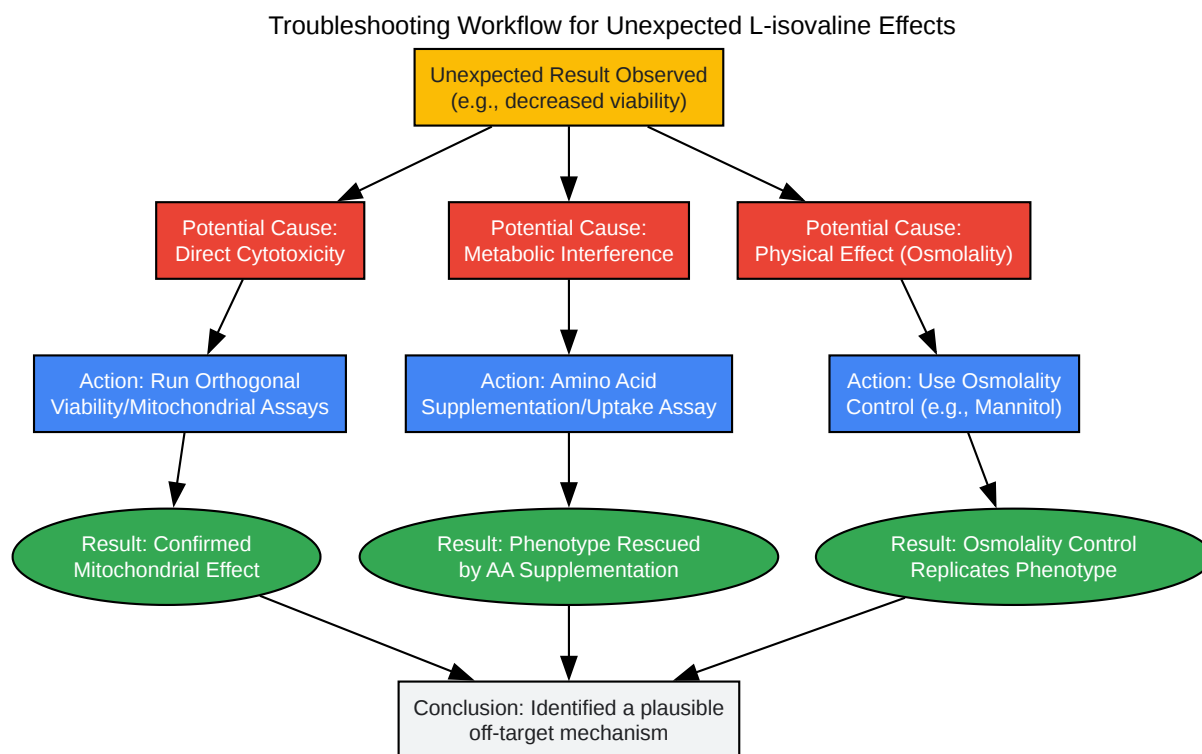 Troubleshooting Workflow for Unexpected L-isovaline Effects
Unexpected Result Observed
(e.g., decreased viability)
Potential Cause:
Direct Cytotoxicity
Potential Cause:
Metabolic Interference
Potential Cause:
Physical Effect (Osmolality)
Action: Run Orthogonal
Viability/Mitochondrial Assays
Action: Amino Acid
Supplementation/Uptake Assay
Action: Use Osmolality
Control (e.g., Mannitol)
Result: Confirmed
Mitochondrial Effect
Result: Phenotype Rescued
by AA Supplementation
Result: Osmolality Control
Replicates Phenotype
Conclusion: Identified a plausible
off-target mechanism